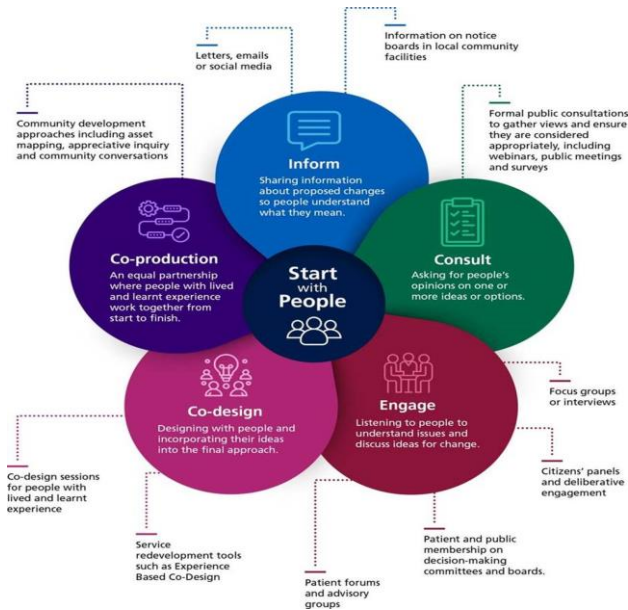 Information on notice
boards in local community
facilities
Letters, emails
or social media
Community development
approaches including asset
mapping, appreciative inquiry
and community conversations
Formal public consultations
to gather views and ensure
they are considered
appropriately, including
webinars, public meetings
and surveys
Inform
Sharing information
about proposed changes
so people understand
what they mean.
Co-production
An equal partnership
where people with lived
and learnt experience
work together from
start to finish.
Start
with
People
Consult
Asking for people's
opinions on one or
more ideas or options.
Co-design
Designing with people and
incorporating their ideas
into the final approach.
Engage
Listening to people to
understand issues and
discuss ideas for change.
Focus groups
or interviews
Citizens' panels
and deliberative
engagement
Co-design sessions
for people with
lived and learnt
experience
Service
redevelopment tools
such as Experience
Based Co-Design
Patient forums
and advisory
groups
Patient and public
membership on
decision-making
committees and boards.